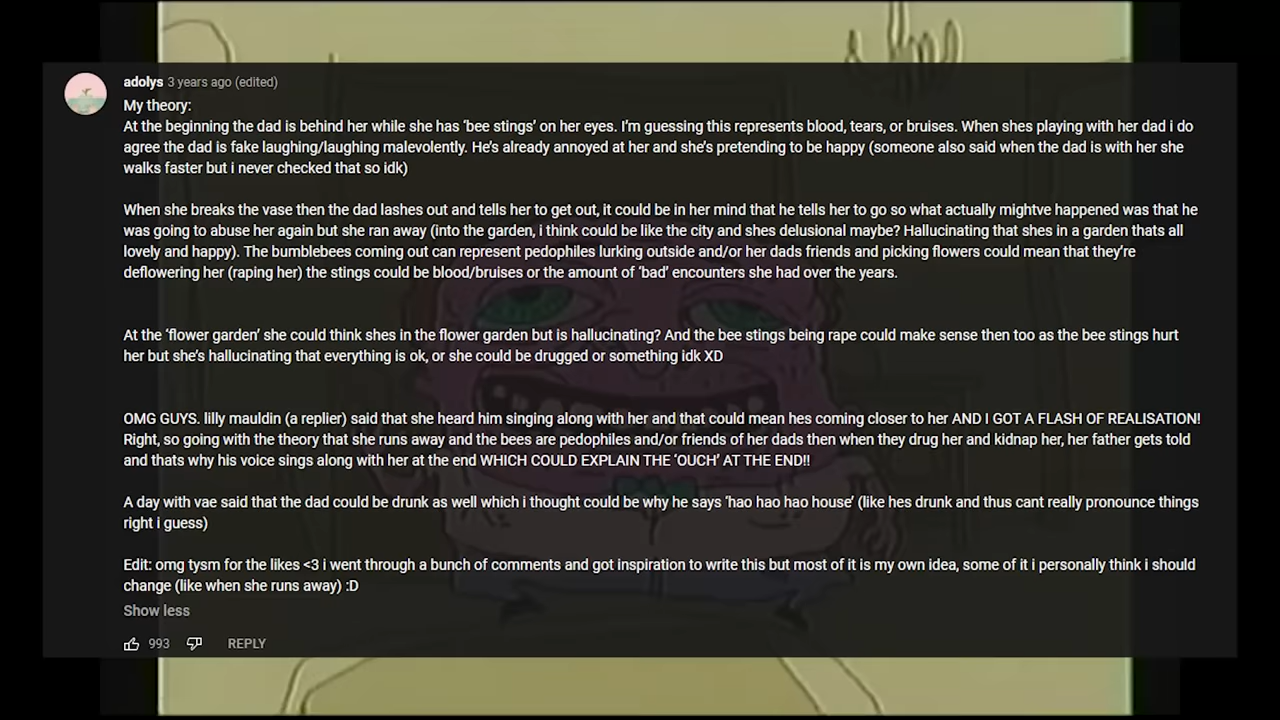 adolys 3 years ago (edited)
My theory:
At the beginning the dad is behind her while she has ‘bee stings’ on her eyes. I’m guessing this represents blood, tears, or bruises. When shes playing with her dad i do
agree the dad is fake laughing/laughing malevolently. He’s already annoyed at her and she’s pretending to be happy (someone also said when the dad is with her she
walks faster but i never checked that so idk)
When she breaks the vase then the dad lashes out and tells her to get out, it could be in her mind that he tells her to go so what actually mightve happened was that he
was going to abuse her again but she ran away (into the garden, i think could be like the city and shes delusional maybe? Hallucinating that shes in a garden thats all
lovely and happy). The bumblebees coming out can represent pedophiles lurking outside and/or her dads friends and picking flowers could mean that they’re
deflowering her (raping her) the stings could be blood/bruises or the amount of ‘bad’ encounters she had over the years.
At the ‘flower garden’ she could think shes in the flower garden but is hallucinating? And the bee stings being rape could make sense then too as the bee stings hurt
her but she’s hallucinating that everything is ok, or she could be drugged or something idk XD
OMG GUYS. lilly mauldin (a replier) said that she heard him singing along with her and that could mean hes coming closer to her AND I GOT A FLASH OF REALISATION!
Right, so going with the theory that she runs away and the bees are pedophiles and/or friends of her dads then when they drug her and kidnap her, her father gets told
and thats why his voice sings along with her at the end WHICH COULD EXPLAIN THE ‘OUCH’ AT THE END!!
A day with vae said that the dad could be drunk as well which i thought could be why he says ‘hao hao hao house’ (like hes drunk and thus cant really pronounce things
right i guess)
Edit: omg tysm for the likes <3 i went through a bunch of comments and got inspiration to write this but most of it is my own idea, some of it i personally think i should
change (like when she runs away) :D
Show less
993 REPLY